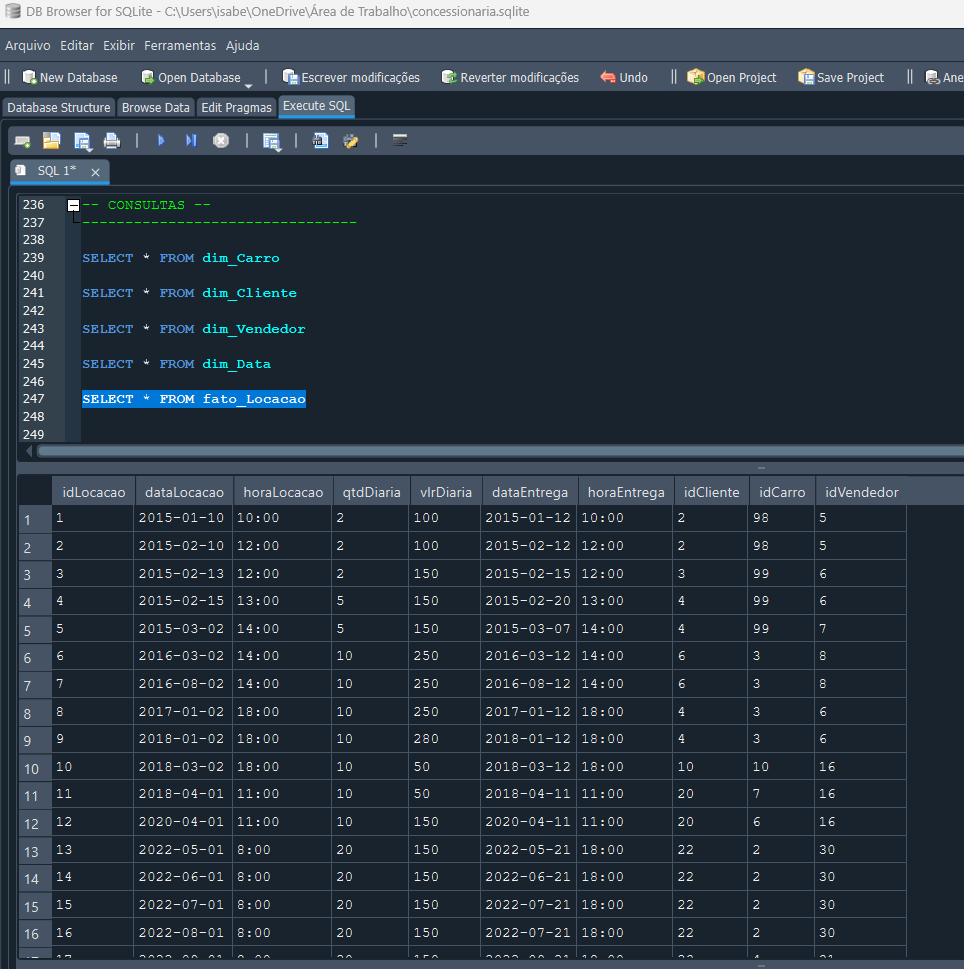 DB Browser for SQLite - C:\Users\isabe\OneDrive\Área de Trabalho\concessionaria.sqlite
Arquivo Editar Exibir Ferramentas Ajuda
New Database Open Database Escrever modificações Reverter modificações Undo Open Project Save Project Ane
Database Structure Browse Data Edit Pragmas Execute SQL
SQL 1*
236 -- CONSULTAS --
237 --------------------------------
238
239 SELECT * FROM dim_Carro
240
241 SELECT * FROM dim_Cliente
242
243 SELECT * FROM dim_Vendedor
244
245 SELECT * FROM dim_Data
246
247 SELECT * FROM fato_Locacao
248
249
idLocacao dataLocacao horaLocacao qtdDiaria vlrDiaria dataEntrega horaEntrega idCliente idCarro idVendedor
1 1 2015-01-10 10:00 2 100 2015-01-12 10:00 2 98 5
2 2 2015-02-10 12:00 2 100 2015-02-12 12:00 2 98 5
3 3 2015-02-13 12:00 2 150 2015-02-15 12:00 3 99 6
4 4 2015-02-15 13:00 5 150 2015-02-20 13:00 4 99 6
5 5 2015-03-02 14:00 5 150 2015-03-07 14:00 4 99 7
6 6 2016-03-02 14:00 10 250 2016-03-12 14:00 6 3 8
7 7 2016-08-02 14:00 10 250 2016-08-12 14:00 6 3 8
8 8 2017-01-02 18:00 10 250 2017-01-12 18:00 4 3 6
9 9 2018-01-02 18:00 10 280 2018-01-12 18:00 4 3 6
10 10 2018-03-02 18:00 10 50 2018-03-12 18:00 10 10 16
11 11 2018-04-01 11:00 10 50 2018-04-11 11:00 20 7 16
12 12 2020-04-01 11:00 10 150 2020-04-11 11:00 20 6 16
13 13 2022-05-01 8:00 20 150 2022-05-21 18:00 22 2 30
14 14 2022-06-01 8:00 20 150 2022-06-21 18:00 22 2 30
15 15 2022-07-01 8:00 20 150 2022-07-21 18:00 22 2 30
16 16 2022-08-01 8:00 20 150 2022-07-21 18:00 22 2 30